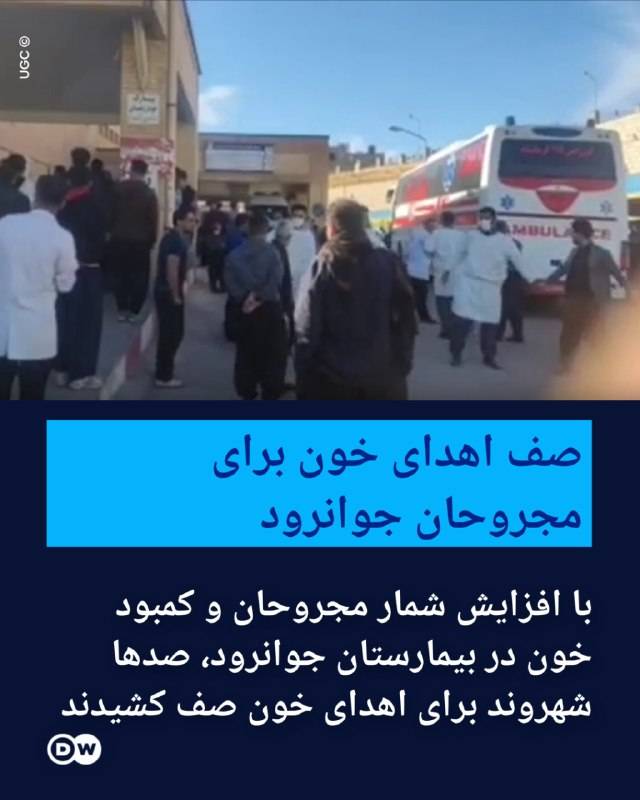 UGC ©
AMBULANCE
صف اهدای خون برای
مجروحان جوانرود
با افزایش شمار مجروحان و کمبود
خون در بیمارستان جوانرود، صدها
شهروند برای اهدای خون صف کشیدند
DW